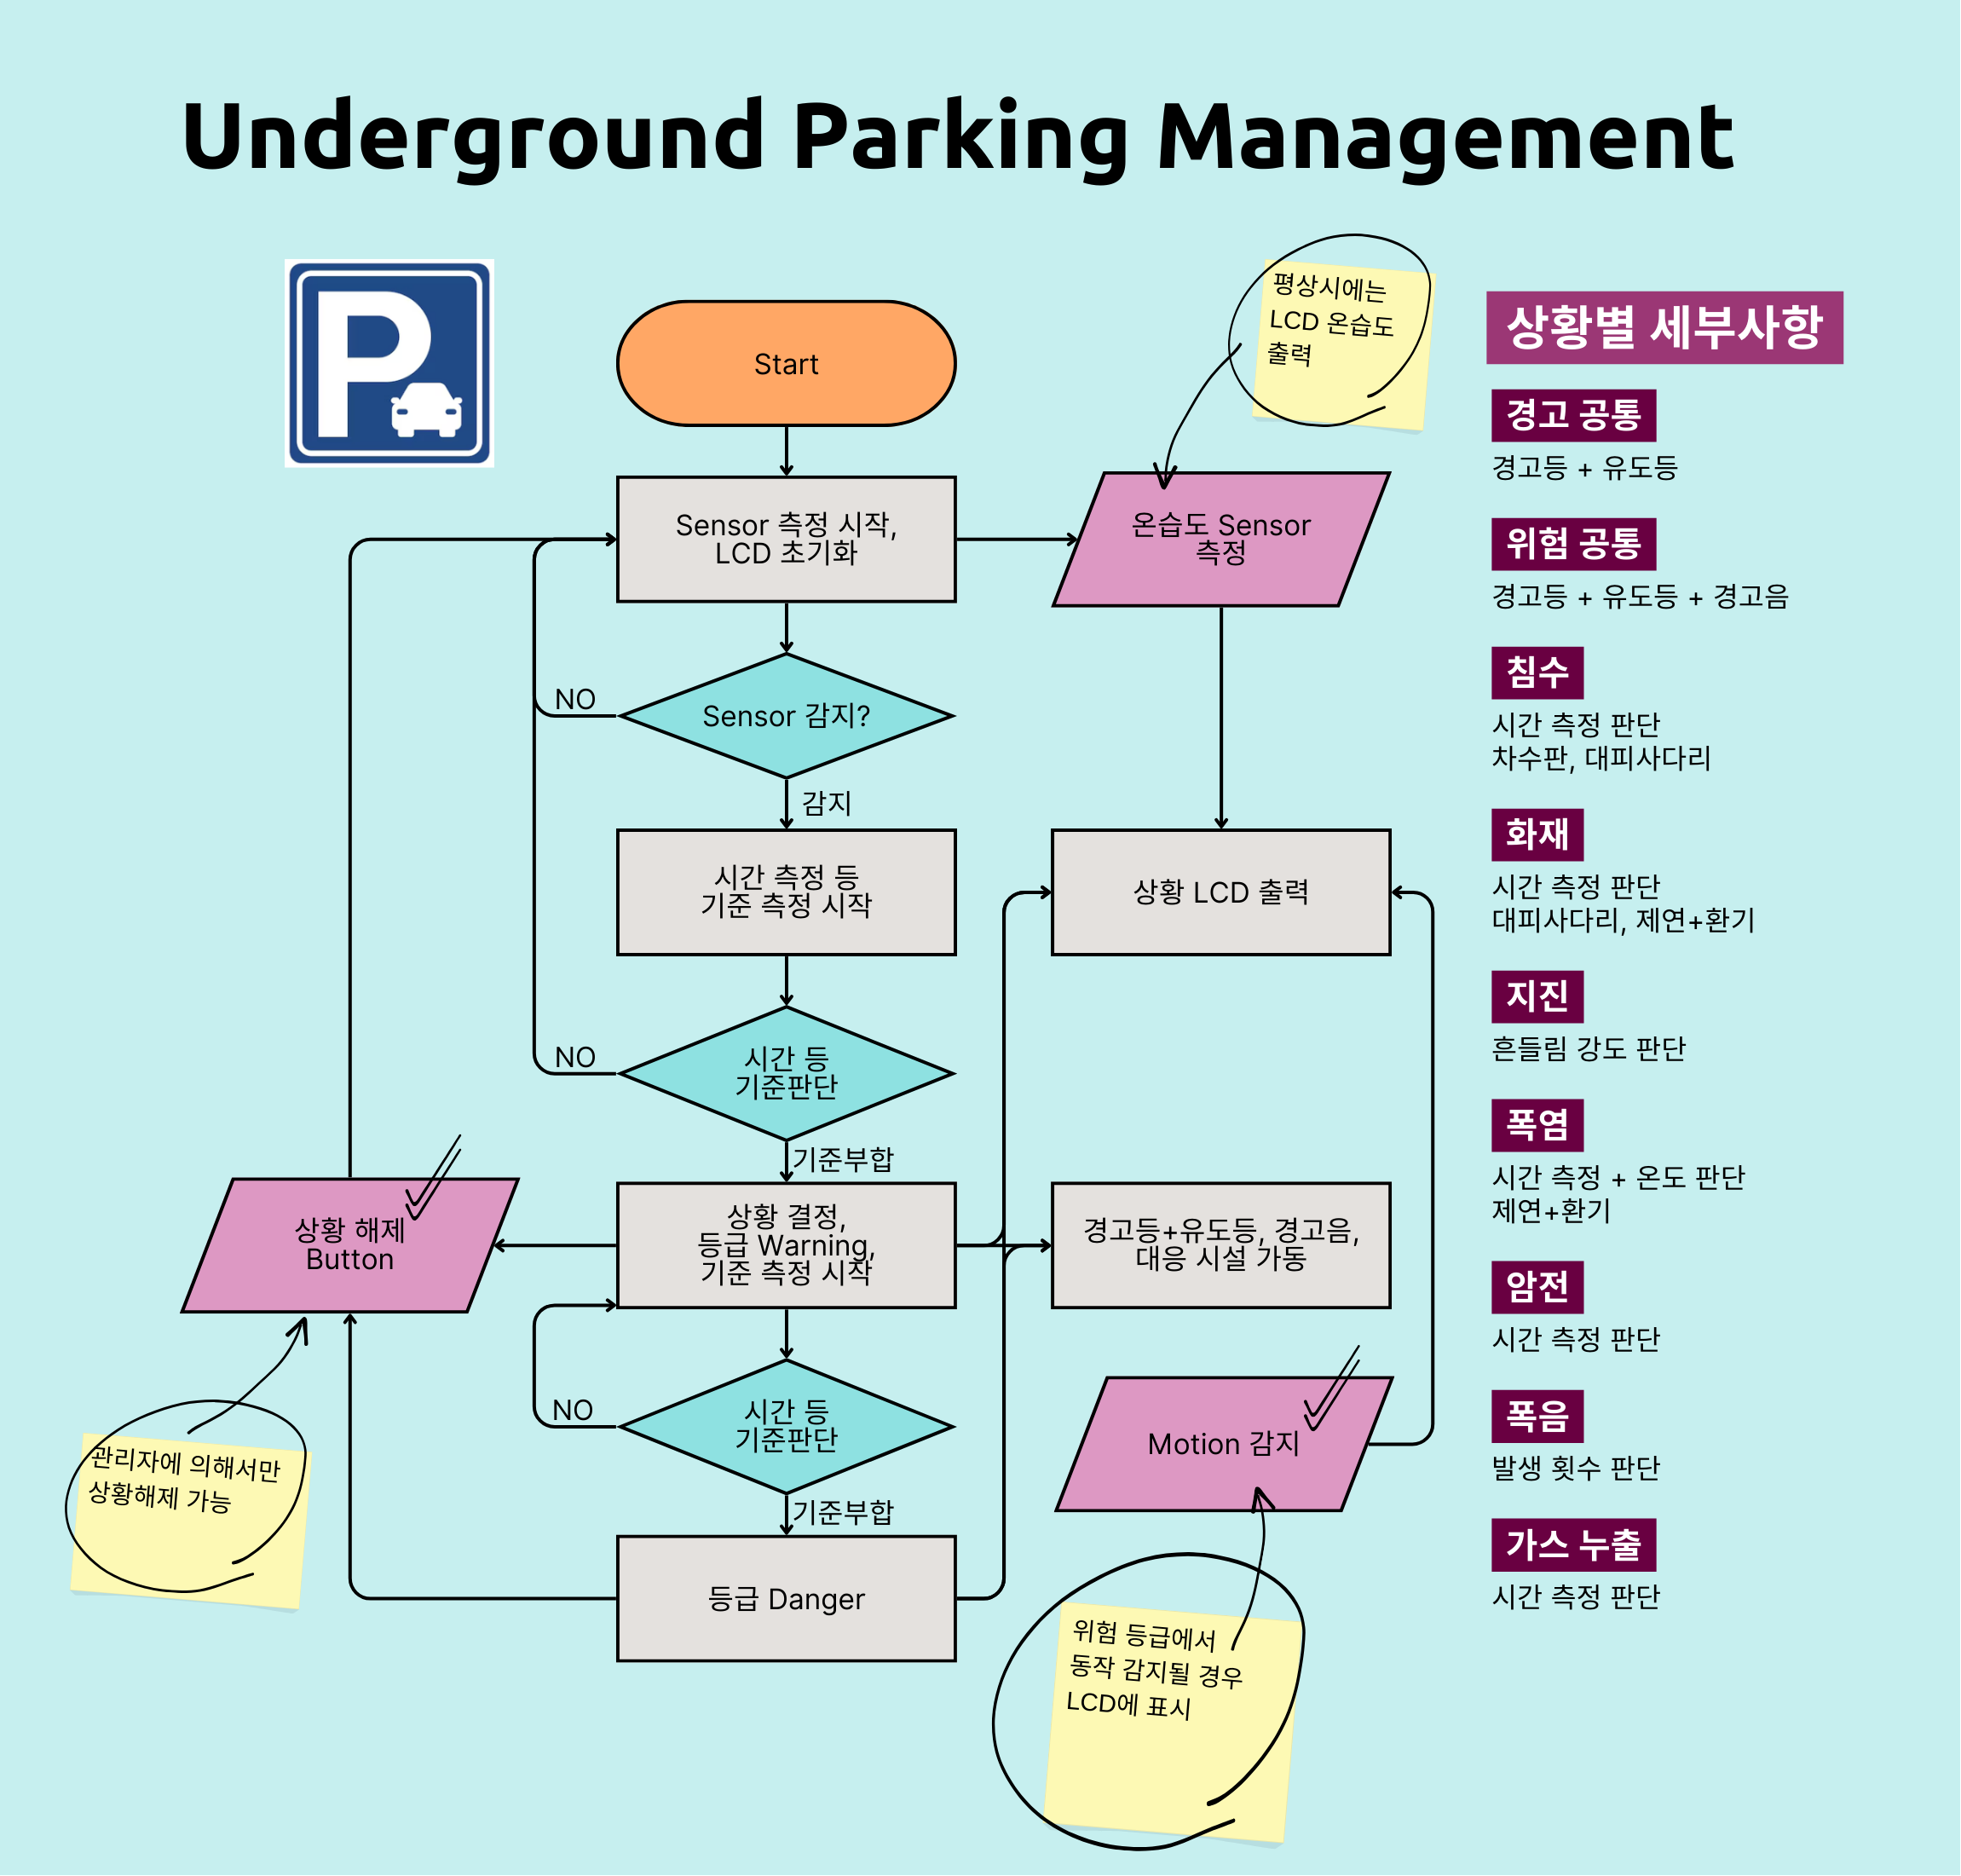 Underground Parking Management
P
Start
평상시에는
LCD 온습도
출력
Sensor 측정 시작,
LCD 초기화
온습도 Sensor
측정
NO
Sensor 감지?
감지
시간 측정 등
기준 측정 시작
상황 LCD 출력
NO
시간 등
기준판단
기준부합
상황 해제
Button
상황 결정,
등급 Warning,
기준 측정 시작
경고등+유도등, 경고음,
대응 시설 가동
NO
시간 등
기준판단
Motion 감지
관리자에 의해서만
상황해제 가능
기준부합
등급 Danger
위험 등급에서
동작 감지될 경우
LCD에 표시
상황별 세부사항
경고 공통
경고등 + 유도등
위험 공통
경고등 + 유도등 + 경고음
침수
시간 측정 판단
차수판, 대피사다리
화재
시간 측정 판단
대피사다리, 제연+환기
지진
흔들림 강도 판단
폭염
시간 측정 + 온도 판단
제연+환기
암전
시간 측정 판단
폭음
발생 횟수 판단
가스 누출
시간 측정 판단